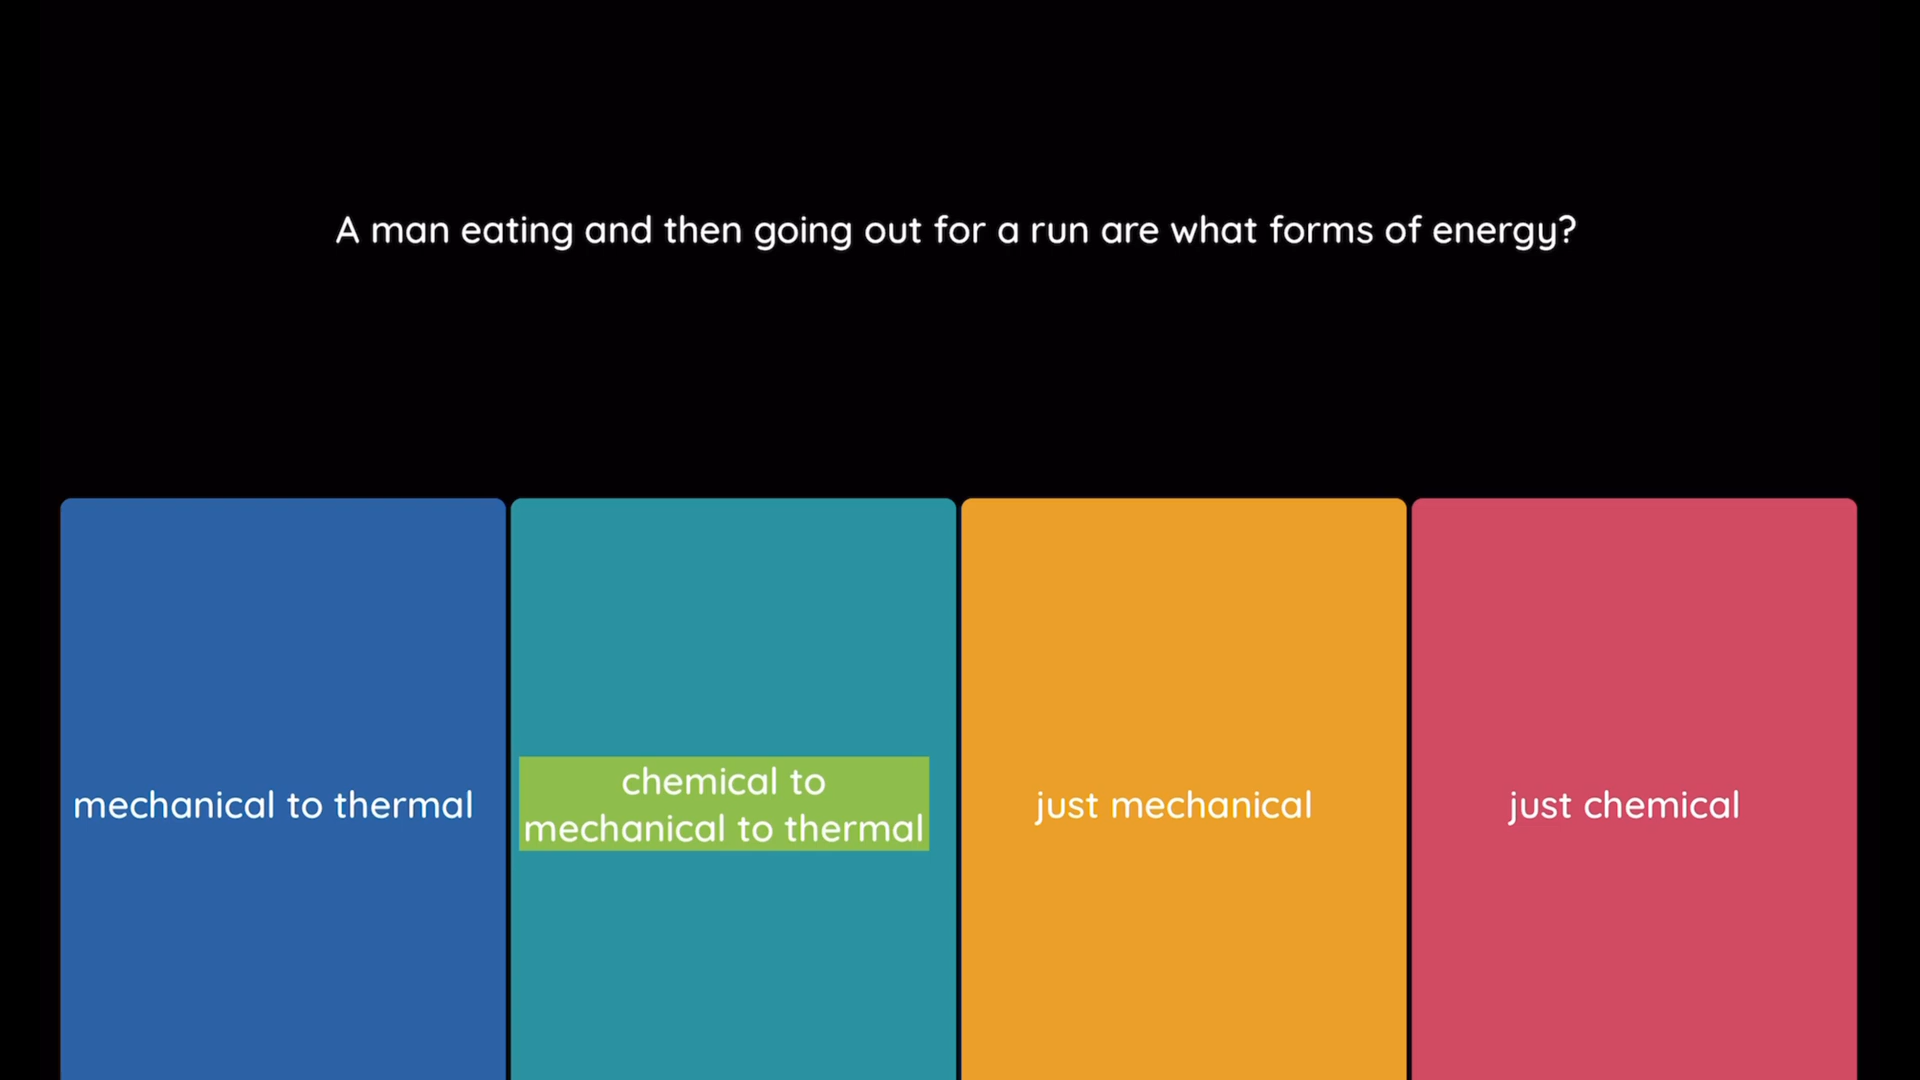 A man eating and then going out for a run are what forms of energy?
mechanical to thermal
chemical to
mechanical to thermal
just mechanical
just chemical